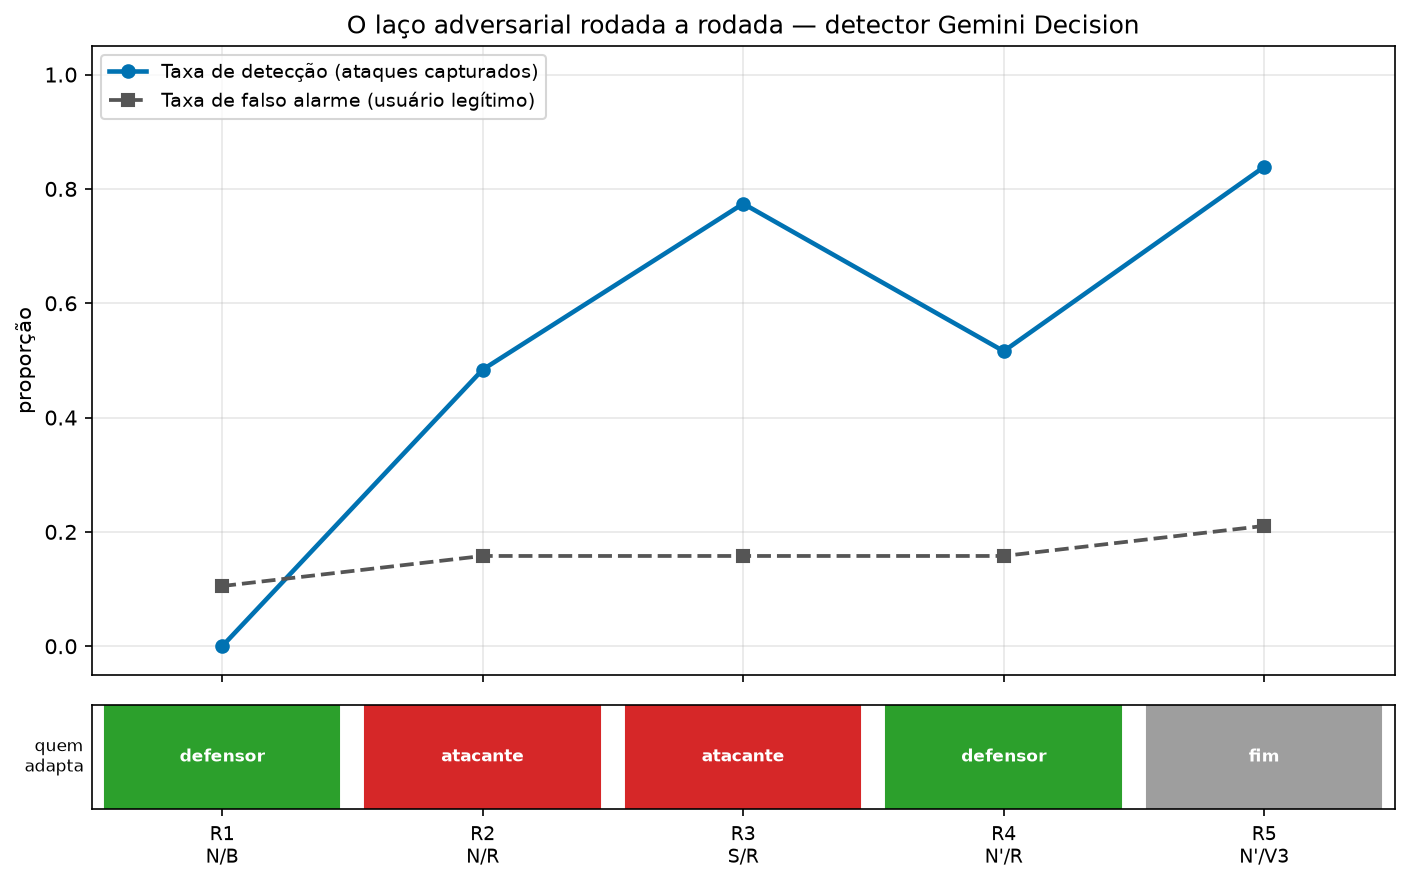 O laço adversarial rodada a rodada — detector Gemini Decision
Taxa de detecção (ataques capturados)
Taxa de falso alarme (usuário legítimo)
proporção
1.0
0.8
0.6
0.4
0.2
0.0
quem
adapta
defensor
atacante
atacante
defensor
fim
R1
N/B
R2
N/R
R3
S/R
R4
N'/R
R5
N'/V3